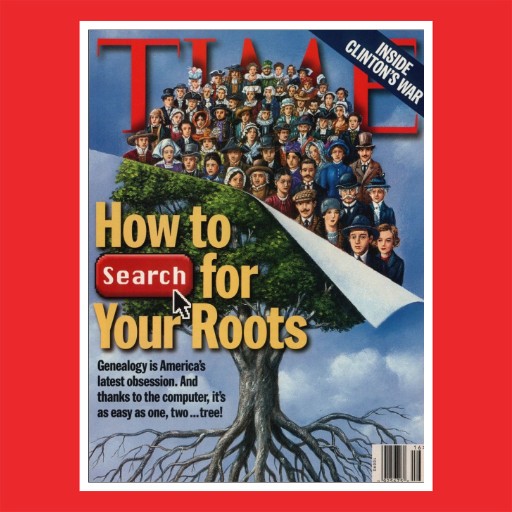 TIME
INSIDE
CLINTON'S WAR
How to
Search for
Your Roots
Genealogy is America's
latest obsession. And
thanks to the computer, it's
as easy as one, two ... tree!